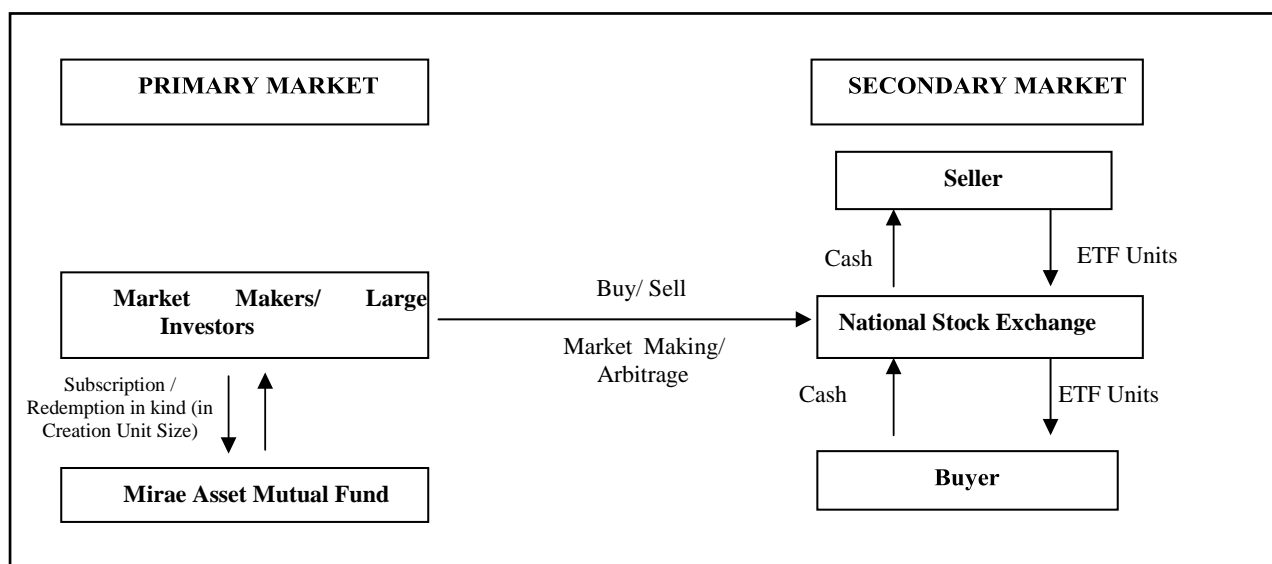 PRIMARY MARKET
SECONDARY MARKET
Seller
Cash
ETF Units
Market Makers/ Large
Investors
Buy/ Sell
National Stock Exchange
Market Making/
Arbitrage
Subscription /
Redemption in kind (in
Creation Unit Size)
Cash
ETF Units
Mirae Asset Mutual Fund
Buyer